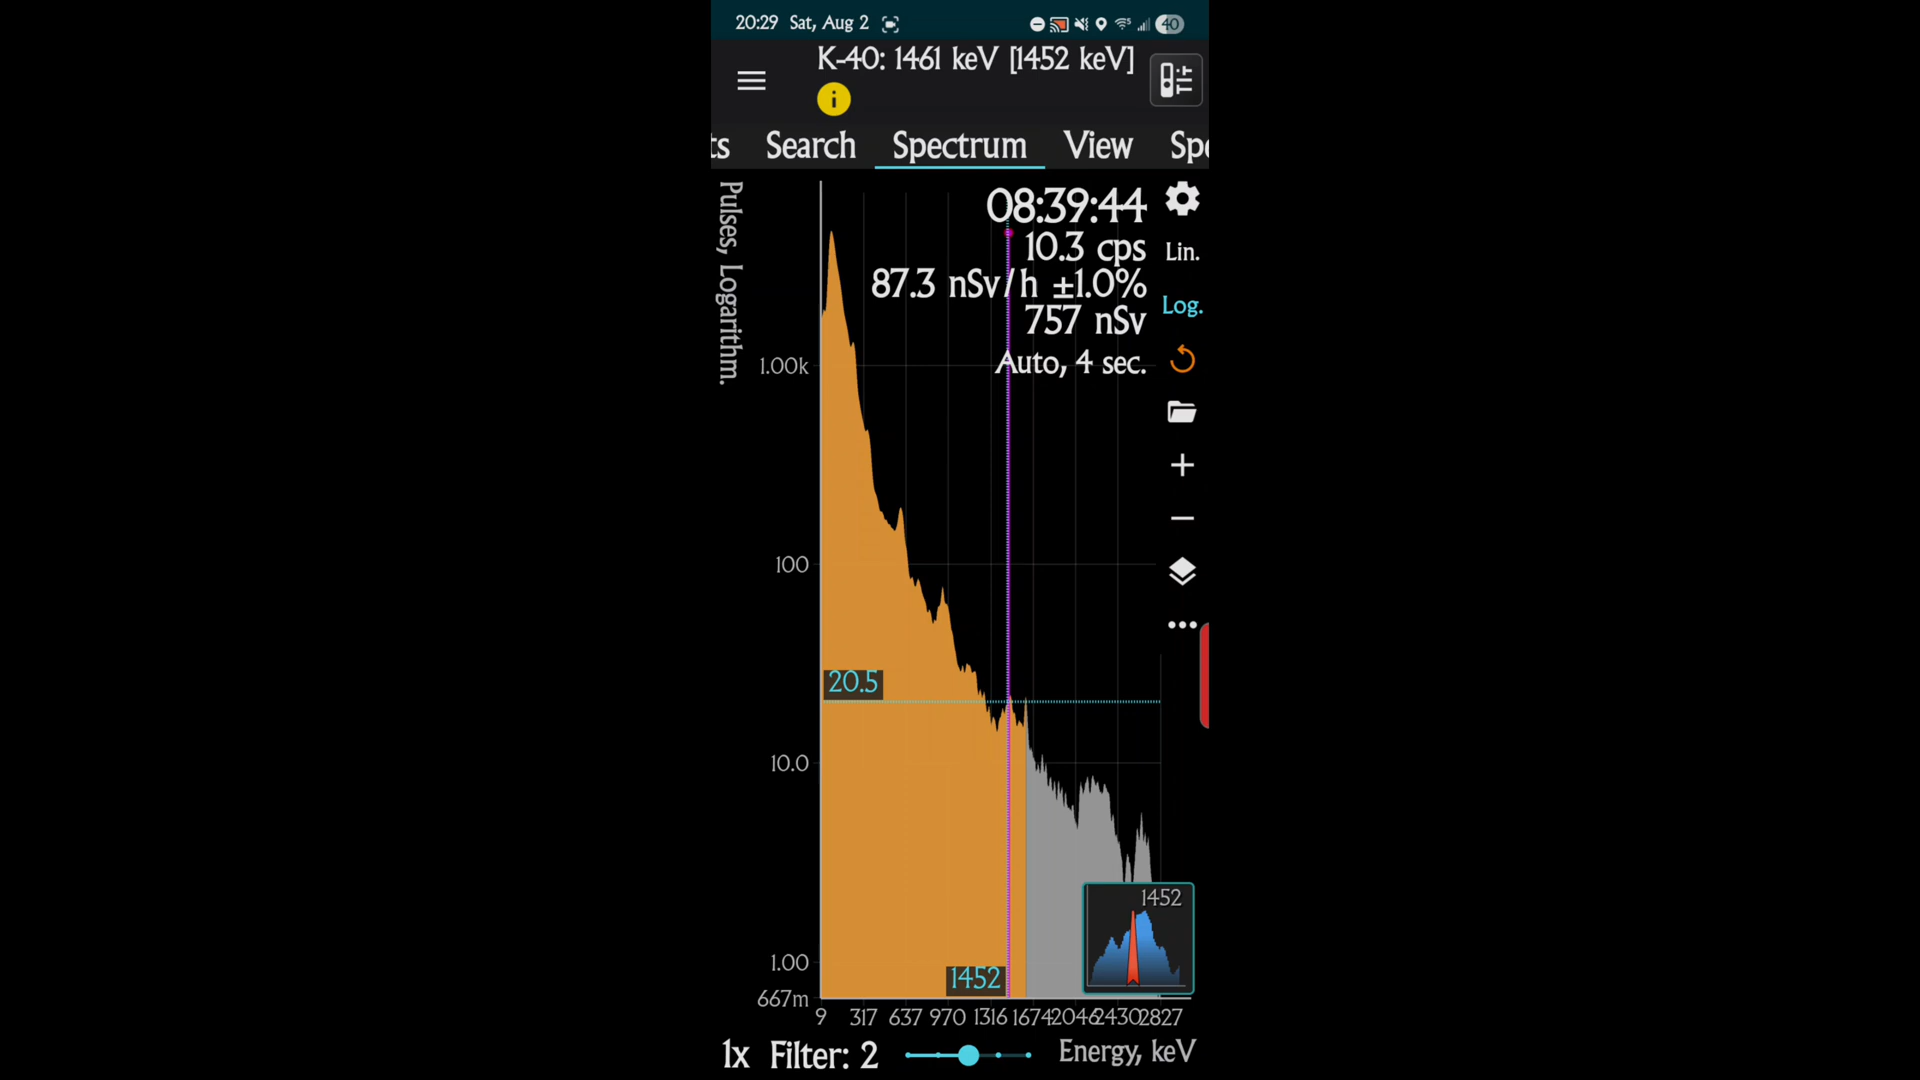 20:29 Sat, Aug 2
40
K-40: 1461 keV [1452 keV]
i
ts Search Spectrum View Spe
Pulses, Logarithm.
08:39:44
10.3 cps
87.3 nSv/h ±1.0%
757 nSv
Auto, 4 sec.
Lin.
Log.
1.00k
100
20.5
10.0
1.00
667m
1452
1452
9 317 637 970 1316 1674 2046 2430 2827
1x Filter: 2
Energy, keV